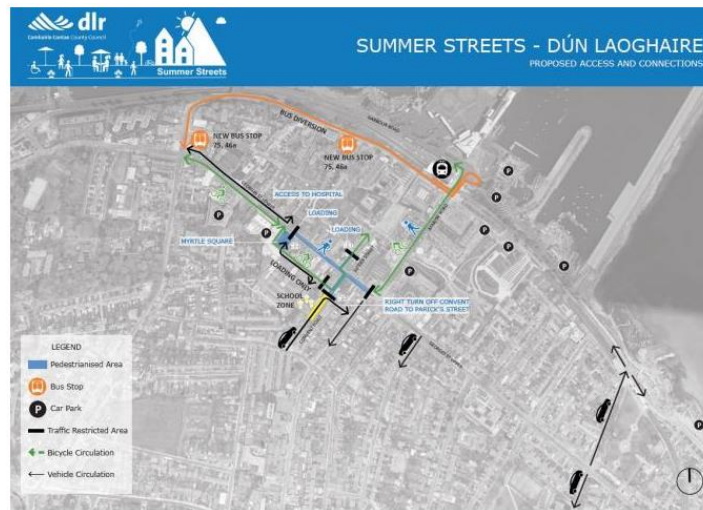 dlr
Comhairle Contae County Council
Summer Streets
SUMMER STREETS - DÚN LAOGHAIRE
PROPOSED ACCESS AND CONNECTIONS
BUS DIVERSION
HARBOUR ROAD
NEW BUS STOP
75, 46a
NEW BUS STOP
75, 46a
ACCESS TO HOSPITAL
LOADING
LOADING
MYRTLE SQUARE
LOADING ONLY
SCHOOL
ZONE
RIGHT TURN OFF CONVENT
ROAD TO PARICK'S STREET
P
P
P
P
P
P
P
P
P
LEGEND
Pedestrianised Area
Bus Stop
P
Car Park
Traffic Restricted Area
Bicycle Circulation
Vehicle Circulation